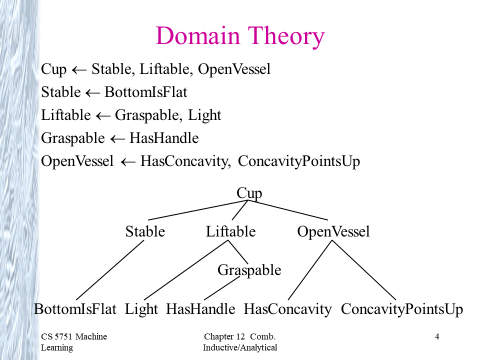 Domain Theory
Cup ← Stable, Liftable, OpenVessel
Stable ← BottomIsFlat
Liftable ← Graspable, Light
Graspable ← HasHandle
OpenVessel ← HasConcavity, ConcavityPointsUp
Cup
Stable Liftable OpenVessel
Graspable
BottomIsFlat Light HasHandle HasConcavity ConcavityPointsUp
CS 5751 Machine Learning
Chapter 12 Comb. Inductive/Analytical
4